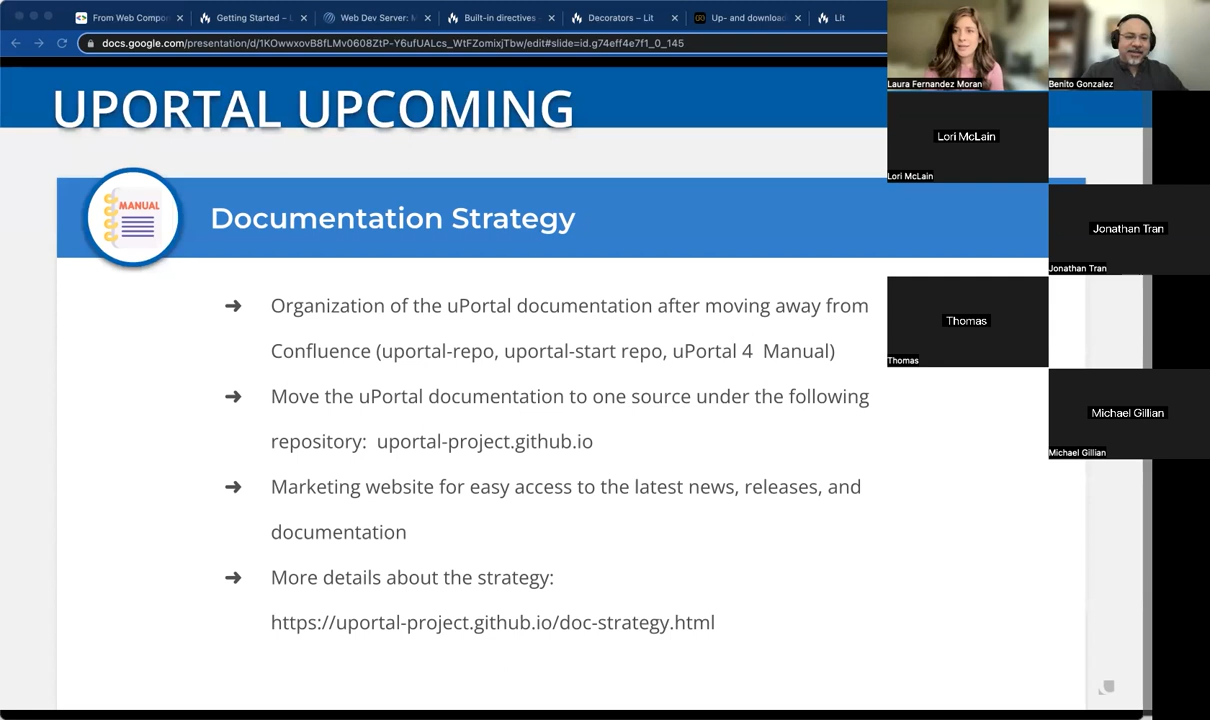 From Web Compon
Getting Started – L
Web Dev Server: M
Built-in directives
Decorators – Lit
Up- and download
Lit
docs.google.com/presentation/d/1KOwwxovB8fLMv0608ZtP-Y6ufUALcs_WtFZomixjTbw/edit#slide=id.g74eff4e7f1_0_145
UPORTAL UPCOMING
MANUAL
Documentation Strategy
➜ Organization of the uPortal documentation after moving away from
Confluence (uportal-repo, uportal-start repo, uPortal 4 Manual)
➜ Move the uPortal documentation to one source under the following
repository: uportal-project.github.io
➜ Marketing website for easy access to the latest news, releases, and
documentation
➜ More details about the strategy:
https://uportal-project.github.io/doc-strategy.html
Laura Fernandez Moran
Benito Gonzalez
Lori McLain
Lori McLain
Jonathan Tran
Jonathan Tran
Thomas
Thomas
Michael Gillian
Michael Gillian